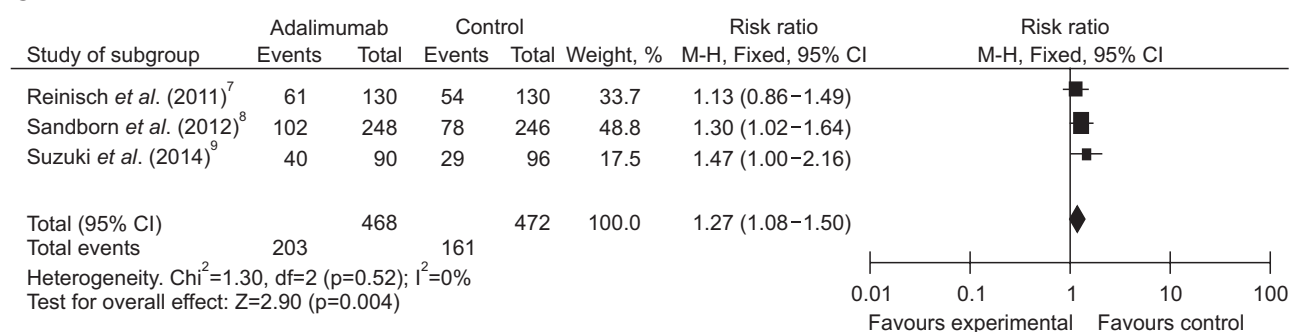 Adalimumab Control Risk ratio Risk ratio
Study of subgroup Events Total Events Total Weight, % M-H, Fixed, 95% CI M-H, Fixed, 95% CI
Reinisch et al. (2011)7 61 130 54 130 33.7 1.13 (0.86−1.49)
Sandborn et al. (2012)8 102 248 78 246 48.8 1.30 (1.02−1.64)
Suzuki et al. (2014)9 40 90 29 96 17.5 1.47 (1.00−2.16)
Total (95% CI) 468 472 100.0 1.27 (1.08−1.50)
Total events 203 161
Heterogeneity. Chi2=1.30, df=2 (p=0.52); I2=0%
Test for overall effect: Z=2.90 (p=0.004)
0.01 0.1 1 10 100
Favours experimental Favours control